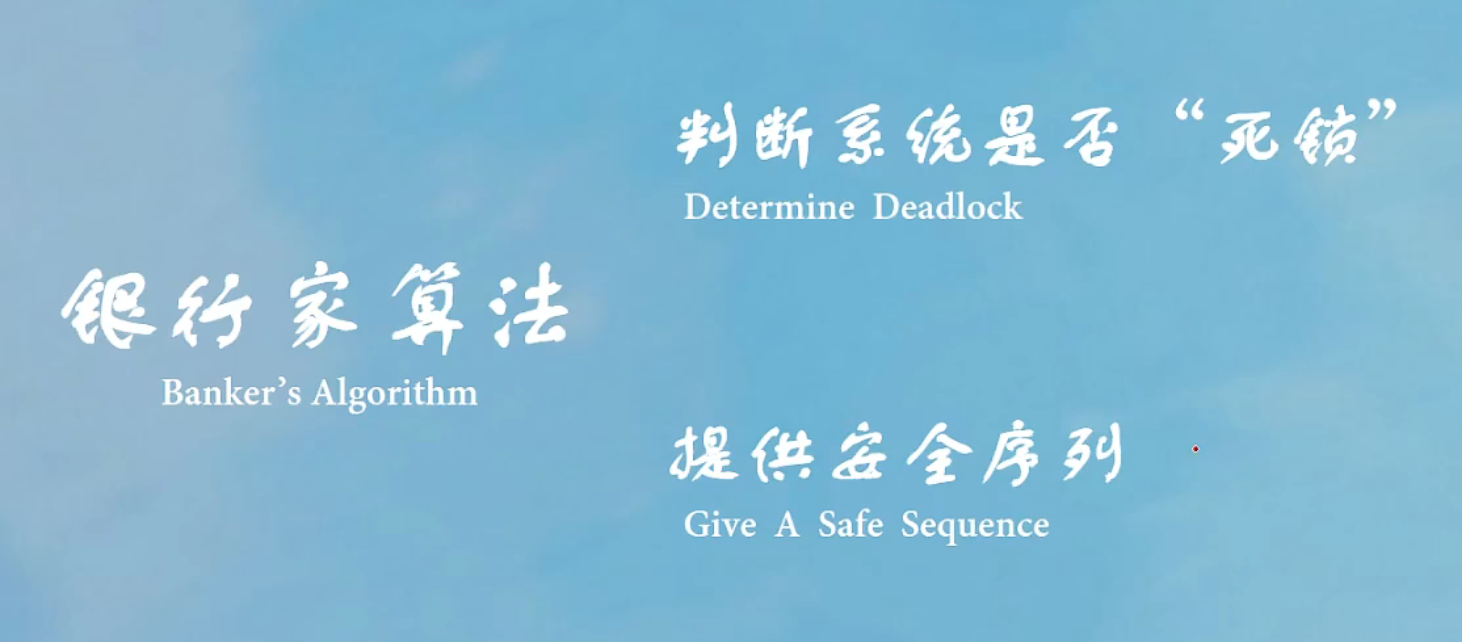 银行家算法
Banker’s Algorithm
判断系统是否“死锁”
Determine Deadlock
提供安全序列
Give A Safe Sequence